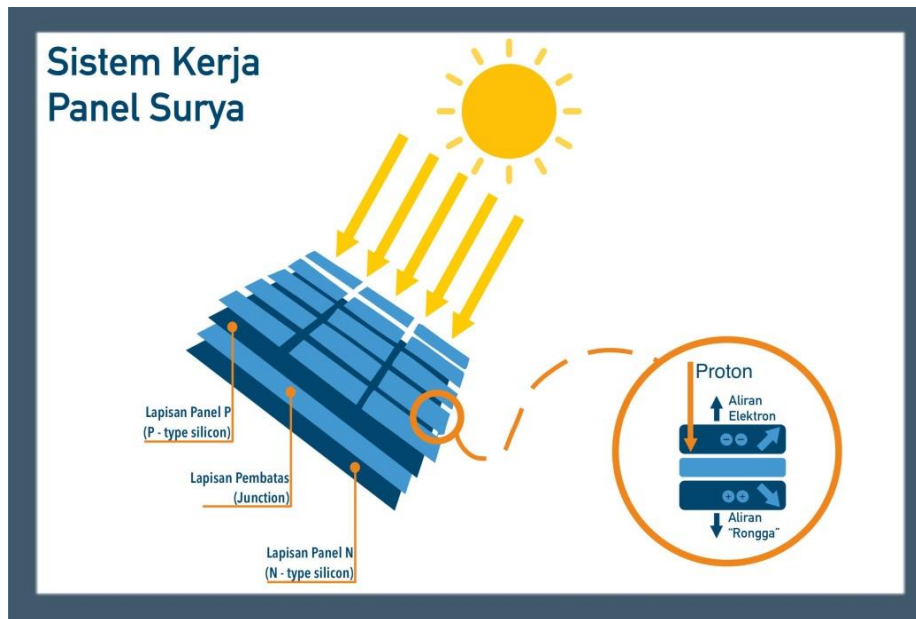 Sistem Kerja
Panel Surya
Lapisan Panel P
(P - type silicon)
Lapisan Pembatas
(Junction)
Lapisan Panel N
(N - type silicon)
Proton
Aliran
Elektron
Aliran
“Rongga”